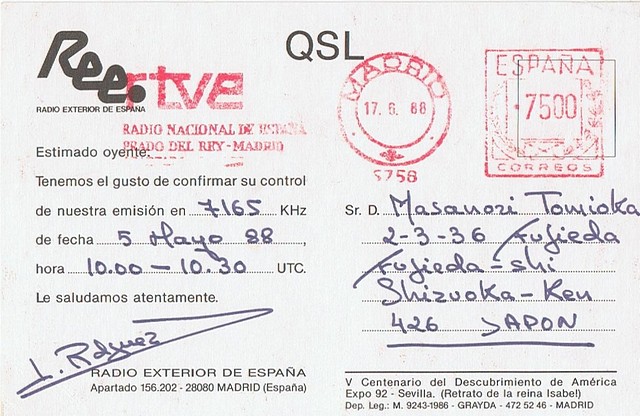 QSL
Ree.
RADIO EXTERIOR DE ESPAÑA
rtve
RADIO NACIONAL DE ESPAÑA
PRADO DEL REY-MADRID
MADRID
17. 6. 88
5758
ESPAÑA
7500
CORREOS
Estimado oyente:
Tenemos el gusto de confirmar su control
de nuestra emisión en 7165 KHz
de fecha 5 Mayo 88,
hora 10.00 - 10.30 UTC.
Le saludamos atentamente.
RADIO EXTERIOR DE ESPAÑA
Apartado 156.202 - 28080 MADRID (España)
Sr. D. Masanori Tomioka
2-3-36 Fujieda
Fujieda-shi
Shizuoka-Ken
426 JAPON
V Centenario del Descubrimiento de América
Expo 92 - Sevilla. (Retrato de la reina Isabel)
Dep. Leg.: M. 9243-1986 - GRAYDA - 472 52 46 - MADRID